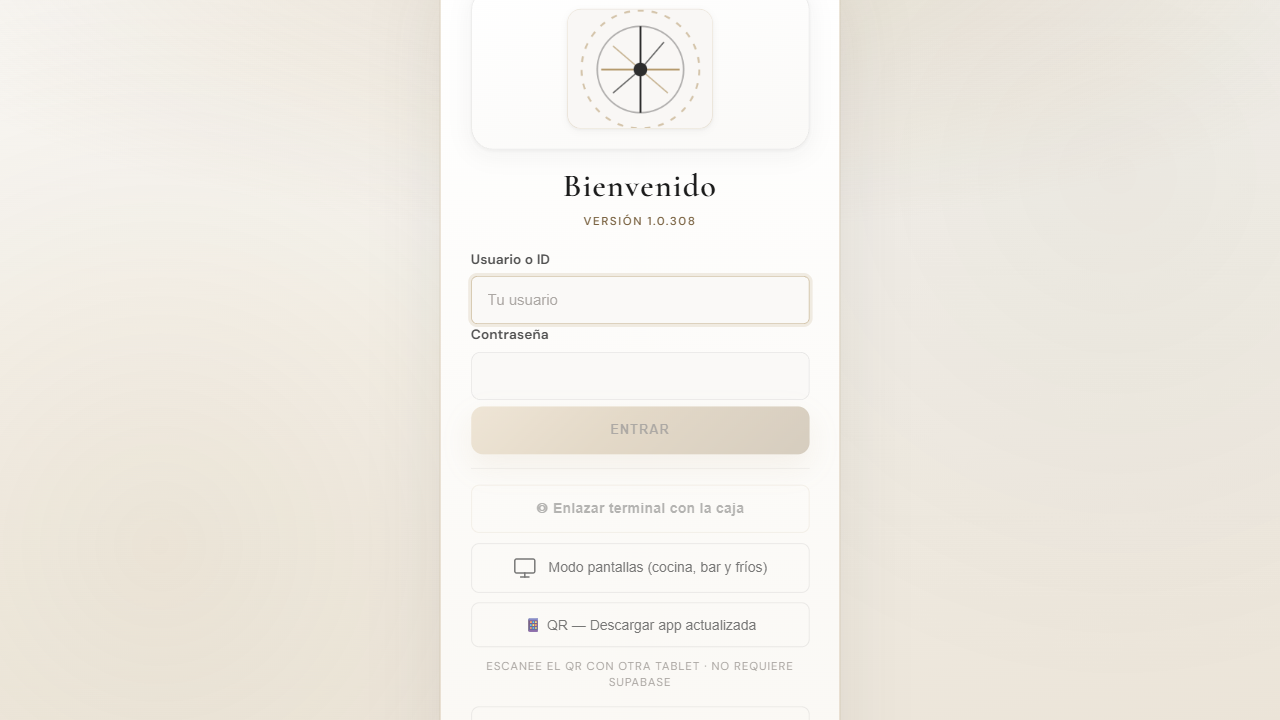 Bienvenido
VERSIÓN 1.0.308
Usuario o ID
Tu usuario
Contraseña
ENTRAR
Enlazar terminal con la caja
Modo pantallas (cocina, bar y fríos)
QR — Descargar app actualizada
ESCANEE EL QR CON OTRA TABLET · NO REQUIERE
SUPABASE